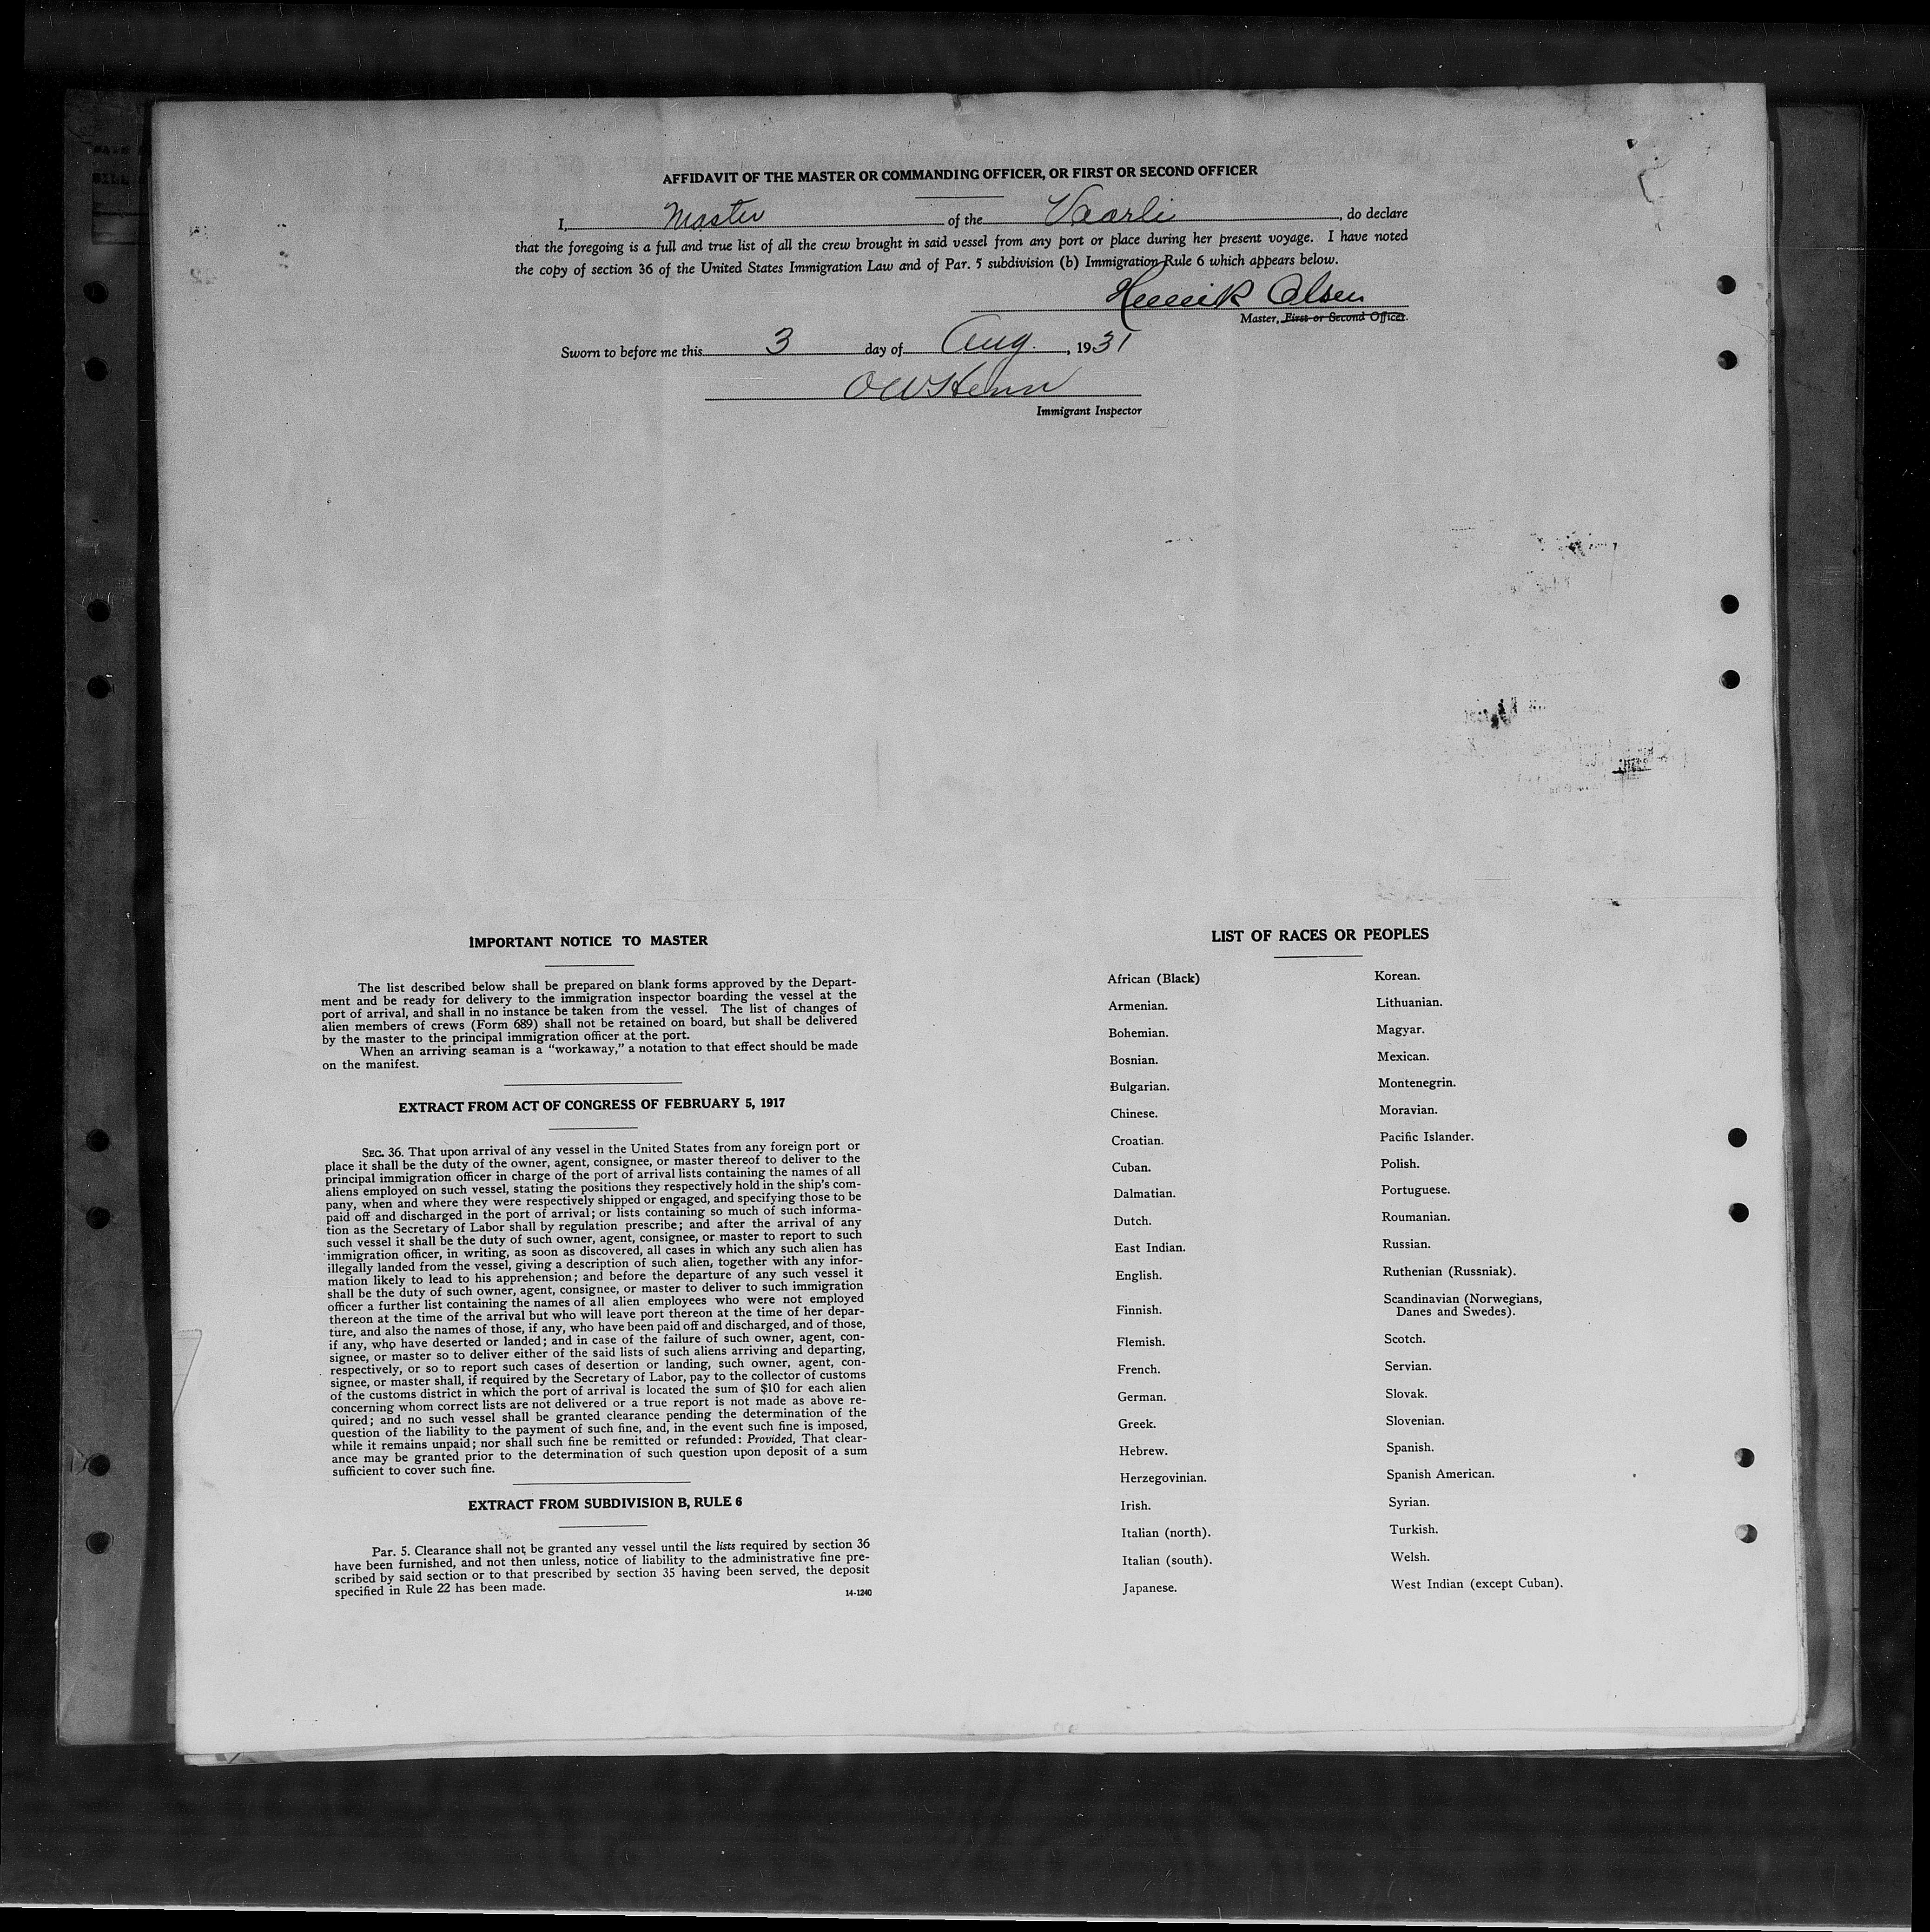 AFFIDAVIT OF THE MASTER OR COMMANDING OFFICER, OR FIRST OR SECOND OFFICER
I, Master of the Vaarli, do declare
that the foregoing is a full and true list of all the crew brought in said vessel from any port or place during her present voyage. I have noted
the copy of section 36 of the United States Immigration Law and of Par. 5 subdivision (b) Immigration Rule 6 which appears below.
Henrik Olsen
Master, First or Second Officer.
Sworn to before me this 3 day of Aug., 1931
Immigrant Inspector
IMPORTANT NOTICE TO MASTER
The list described below shall be prepared on blank forms approved by the Depart-
ment and be ready for delivery to the immigration inspector boarding the vessel at the
port of arrival, and shall in no instance be taken from the vessel. The list of changes of
alien members of crews (Form 689) shall not be retained on board, but shall be delivered
by the master to the principal immigration officer at the port.
When an arriving seaman is a "workaway," a notation to that effect should be made
on the manifest.
EXTRACT FROM ACT OF CONGRESS OF FEBRUARY 5, 1917
SEC. 36. That upon arrival of any vessel in the United States from any foreign port or
place it shall be the duty of the owner, agent, consignee, or master thereof to deliver to the
principal immigration officer in charge of the port of arrival lists containing the names of all
aliens employed on such vessel, stating the positions they respectively hold in the ship's com-
pany, when and where they were respectively shipped or engaged, and specifying those to be
paid off and discharged in the port of arrival; or lists containing so much of such informa-
tion as the Secretary of Labor shall by regulation prescribe; and after the arrival of any
such vessel it shall be the duty of such owner, agent, consignee, or master to report to such
immigration officer, in writing, as soon as discovered, all cases in which any such alien has
illegally landed from the vessel, giving a description of such alien, together with any infor-
mation likely to lead to his apprehension; and before the departure of any such vessel it
shall be the duty of such owner, agent, consignee, or master to deliver to such immigration
officer a further list containing the names of all alien employees who were not employed
thereon at the time of the arrival but who will leave port thereon at the time of her depar-
ture, and also the names of those, if any, who have been paid off and discharged, and of those,
if any, who have deserted or landed; and in case of the failure of such owner, agent, con-
signee, or master so to deliver either of the said lists of such aliens arriving and departing,
respectively, or so to report such cases of desertion or landing, such owner, agent, con-
signee, or master shall, if required by the Secretary of Labor, pay to the collector of customs
of the customs district in which the port of arrival is located the sum of $10 for each alien
concerning whom correct lists are not delivered or a true report is not made as above re-
quired; and no such vessel shall be granted clearance pending the determination of the
question of the liability to the payment of such fine, and, in the event such fine is imposed,
while it remains unpaid; nor shall such fine be remitted or refunded: Provided, That clear-
ance may be granted prior to the determination of such question upon deposit of a sum
sufficient to cover such fine.
EXTRACT FROM SUBDIVISION B, RULE 6
Par. 5. Clearance shall not be granted any vessel until the lists required by section 36
have been furnished, and not then unless, notice of liability to the administrative fine pre-
scribed by said section or to that prescribed by section 35 having been served, the deposit
specified in Rule 22 has been made.
14-1240
LIST OF RACES OR PEOPLES
African (Black)
Armenian.
Bohemian.
Bosnian.
Bulgarian.
Chinese.
Croatian.
Cuban.
Dalmatian.
Dutch.
East Indian.
English.
Finnish.
Flemish.
French.
German.
Greek.
Hebrew.
Herzegovinian.
Irish.
Italian (north).
Italian (south).
Japanese.
Korean.
Lithuanian.
Magyar.
Mexican.
Montenegrin.
Moravian.
Pacific Islander.
Polish.
Portuguese.
Roumanian.
Russian.
Ruthenian (Russniak).
Scandinavian (Norwegians,
Danes and Swedes).
Scotch.
Servian.
Slovak.
Slovenian.
Spanish.
Spanish American.
Syrian.
Turkish.
Welsh.
West Indian (except Cuban).